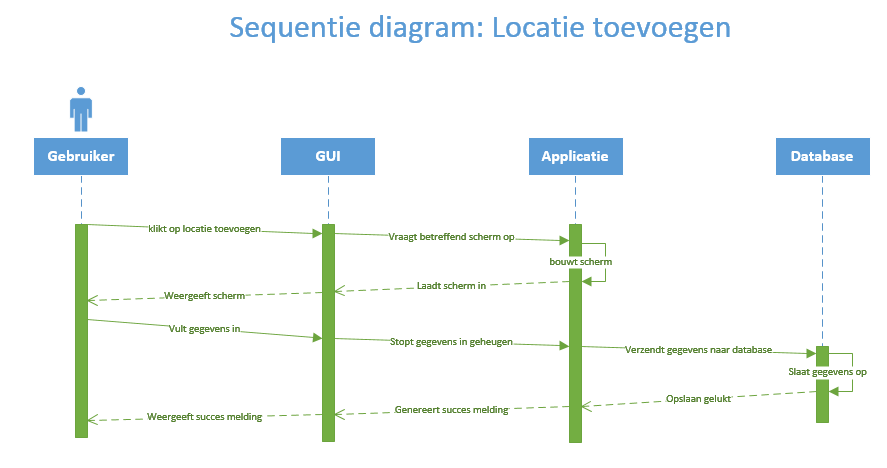 Sequentie diagram: Locatie toevoegen
Gebruiker
GUI
Applicatie
Database
klikt op locatie toevoegen
Vraagt betreffend scherm op
bouwt scherm
Laadt scherm in
Weergeeft scherm
Vult gegevens in
Stopt gegevens in geheugen
Verzendt gegevens naar database
Slaat gegevens op
Opslaan gelukt
Genereert succes melding
Weergeeft succes melding